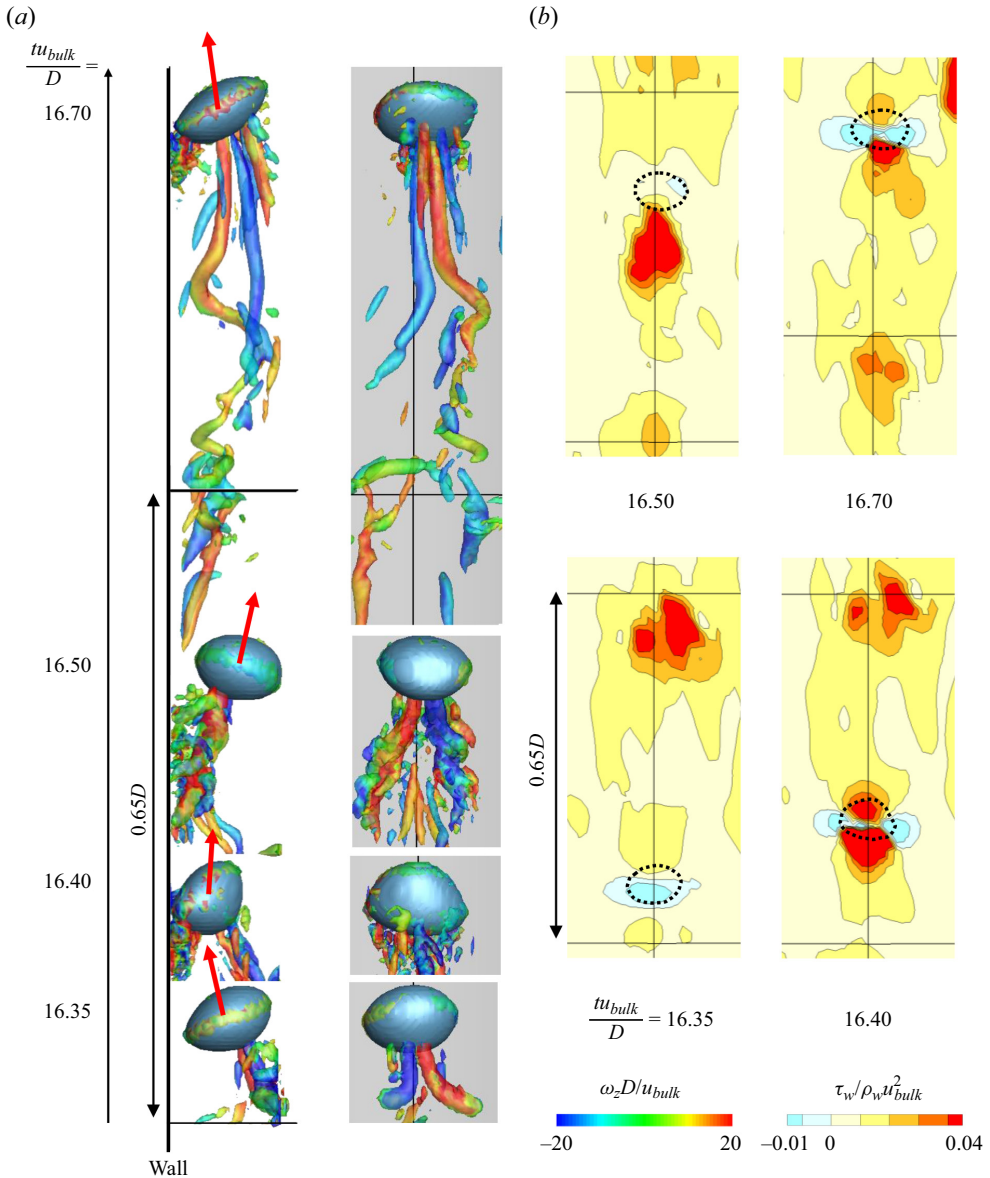 (a)
(b)
tu_bulk / D =
16.70
16.50
16.40
16.35
0.65D
Wall
16.50
16.70
0.65D
tu_bulk / D = 16.35
16.40
ω_z D/u_bulk
–20
20
τ_w/ρ_w u²_bulk
–0.01
0
0.04